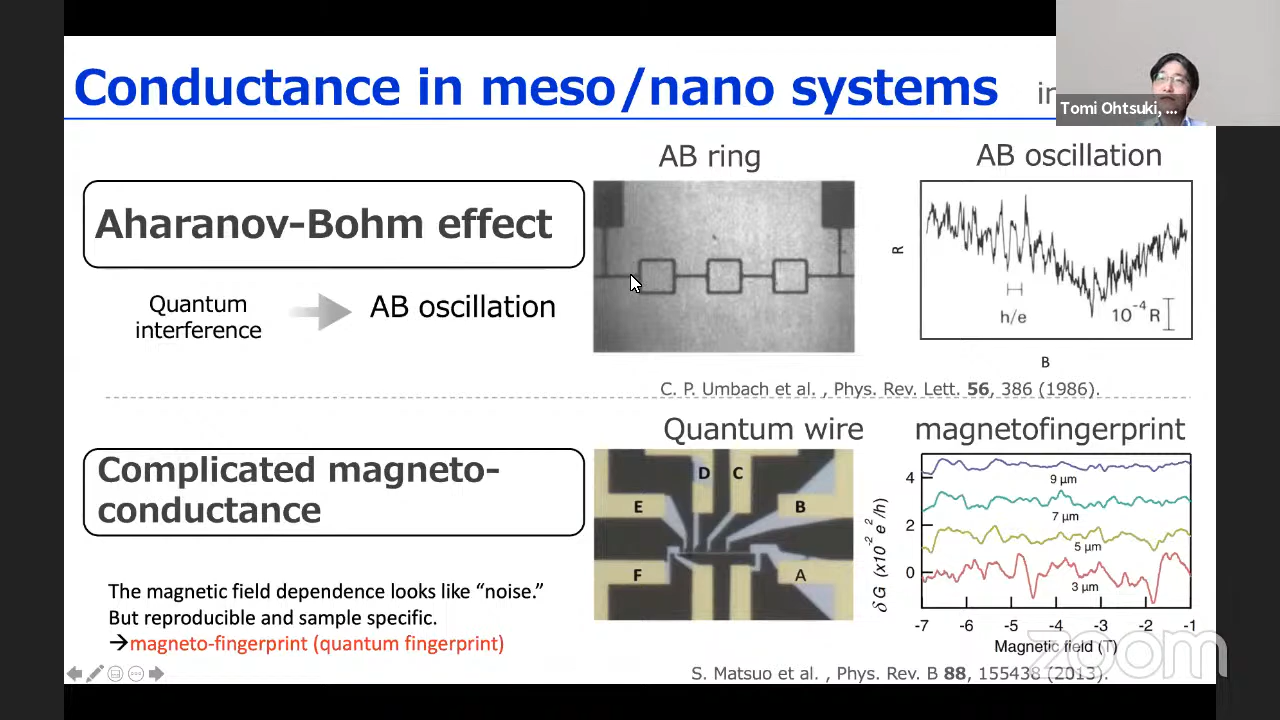 Conductance in meso/nano systems
Tomi Ohtsuki, ...
AB ring
AB oscillation
Aharanov-Bohm effect
Quantum
interference
AB oscillation
R
h/e
10⁻⁴ R
B
C. P. Umbach et al. , Phys. Rev. Lett. 56, 386 (1986).
Quantum wire
magnetofingerprint
Complicated magneto-
conductance
D C
E B
F A
δG (x10⁻² e²/h)
4
2
0
9 μm
7 μm
5 μm
3 μm
-7 -6 -5 -4 -3 -2 -1
Magnetic field (T)
The magnetic field dependence looks like “noise.”
But reproducible and sample specific.
→magneto-fingerprint (quantum fingerprint)
S. Matsuo et al., Phys. Rev. B 88, 155438 (2013).
zoom